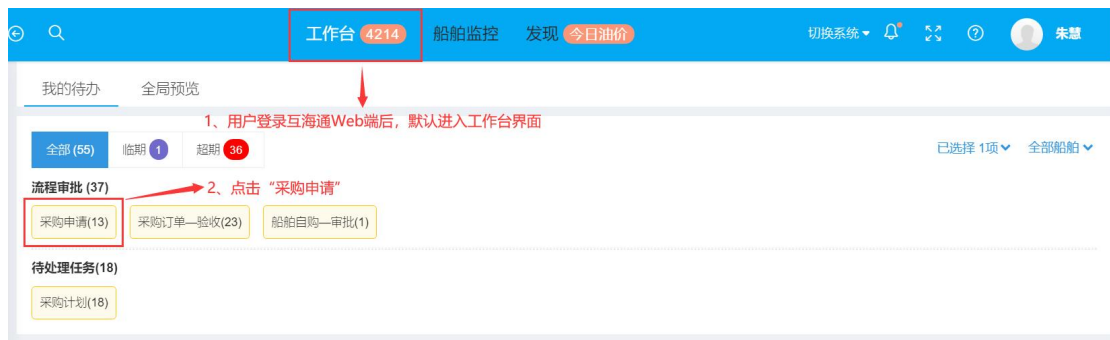 工作台 4214 船舶监控 发现 今日油价 切换系统 朱慧
我的待办 全局预览
1、用户登录互海通Web端后，默认进入工作台界面
全部(55) 临期 1 超期 36 已选择 1项 全部船舶
流程审批 (37)
2、点击“采购申请”
采购申请(13) 采购订单—验收(23) 船舶自购—审批(1)
待处理任务(18)
采购计划(18)